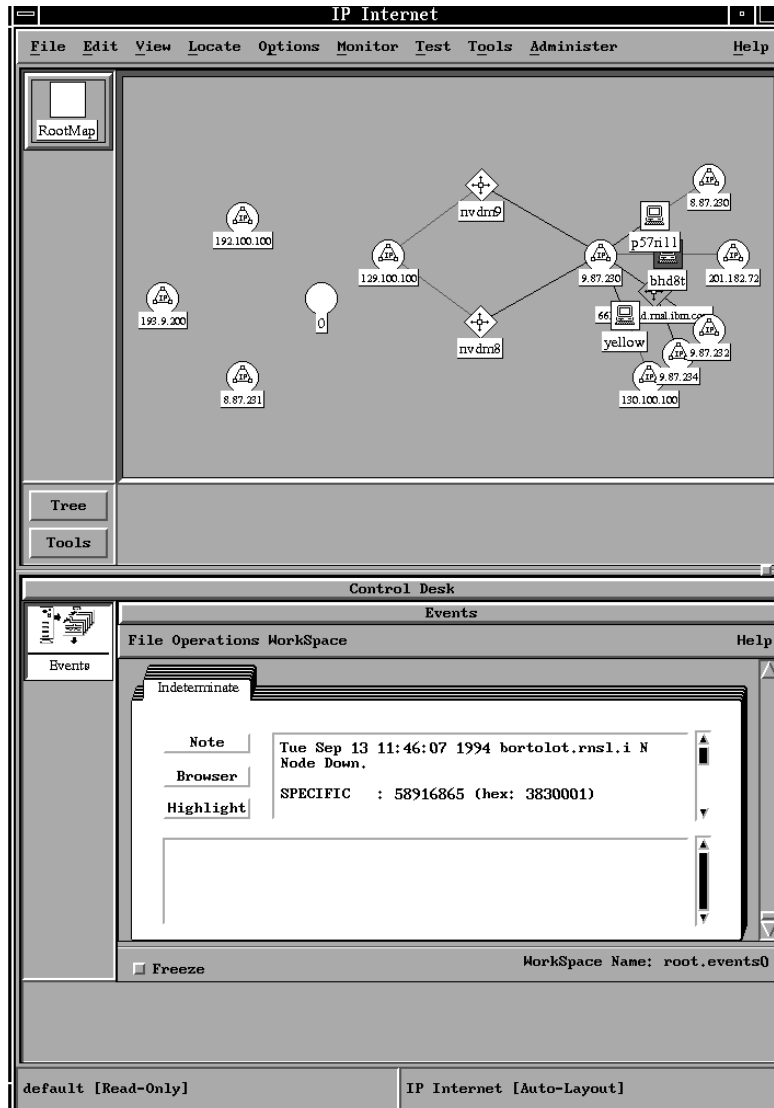 IP Internet
File Edit View Locate Options Monitor Test Tools Administer Help
RootMap
8.87.230
nvdm9
192.100.100
p57ri11
129.100.100
9.87.230
bhd8t
201.182.72
193.9.200
0
66 d.rnsl.ibm.co
yellow
nvdm8
9.87.232
9.87.234
8.87.231
130.100.100
Tree
Tools
Control Desk
Events
Events
File Operations WorkSpace Help
Indeterminate
Note
Browser
Highlight
Tue Sep 13 11:46:07 1994 bortolot.rnsl.i N
Node Down.
SPECIFIC : 58916865 (hex: 3830001)
Freeze
WorkSpace Name: root.events0
default [Read-Only]
IP Internet [Auto-Layout]